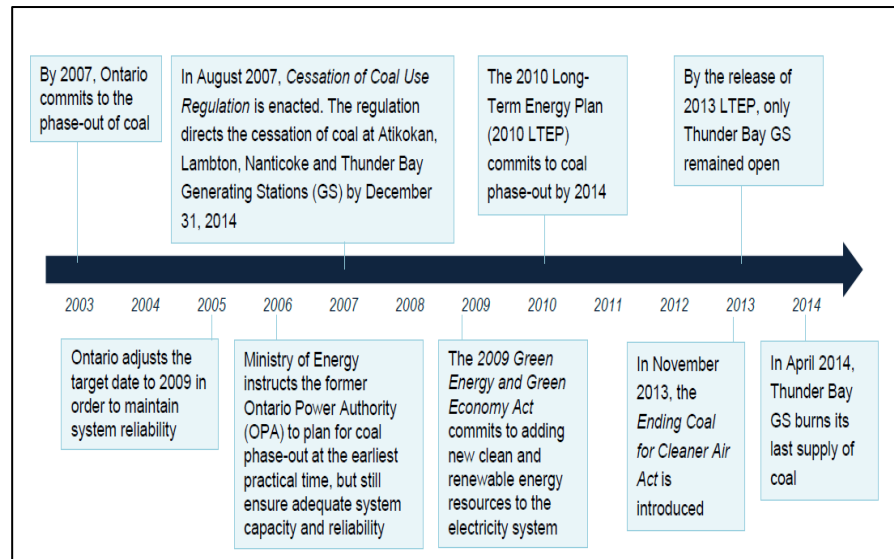 By 2007, Ontario
commits to the
phase-out of coal
In August 2007, Cessation of Coal Use
Regulation is enacted. The regulation
directs the cessation of coal at Atikokan,
Lambton, Nanticoke and Thunder Bay
Generating Stations (GS) by December
31, 2014
The 2010 Long-
Term Energy Plan
(2010 LTEP)
commits to coal
phase-out by 2014
By the release of
2013 LTEP, only
Thunder Bay GS
remained open
2003 2004 2005 2006 2007 2008 2009 2010 2011 2012 2013 2014
Ontario adjusts the
target date to 2009 in
order to maintain
system reliability
Ministry of Energy
instructs the former
Ontario Power Authority
(OPA) to plan for coal
phase-out at the earliest
practical time, but still
ensure adequate system
capacity and reliability
The 2009 Green
Energy and Green
Economy Act
commits to adding
new clean and
renewable energy
resources to the
electricity system
In November
2013, the
Ending Coal
for Cleaner Air
Act is
introduced
In April 2014,
Thunder Bay
GS burns its
last supply of
coal